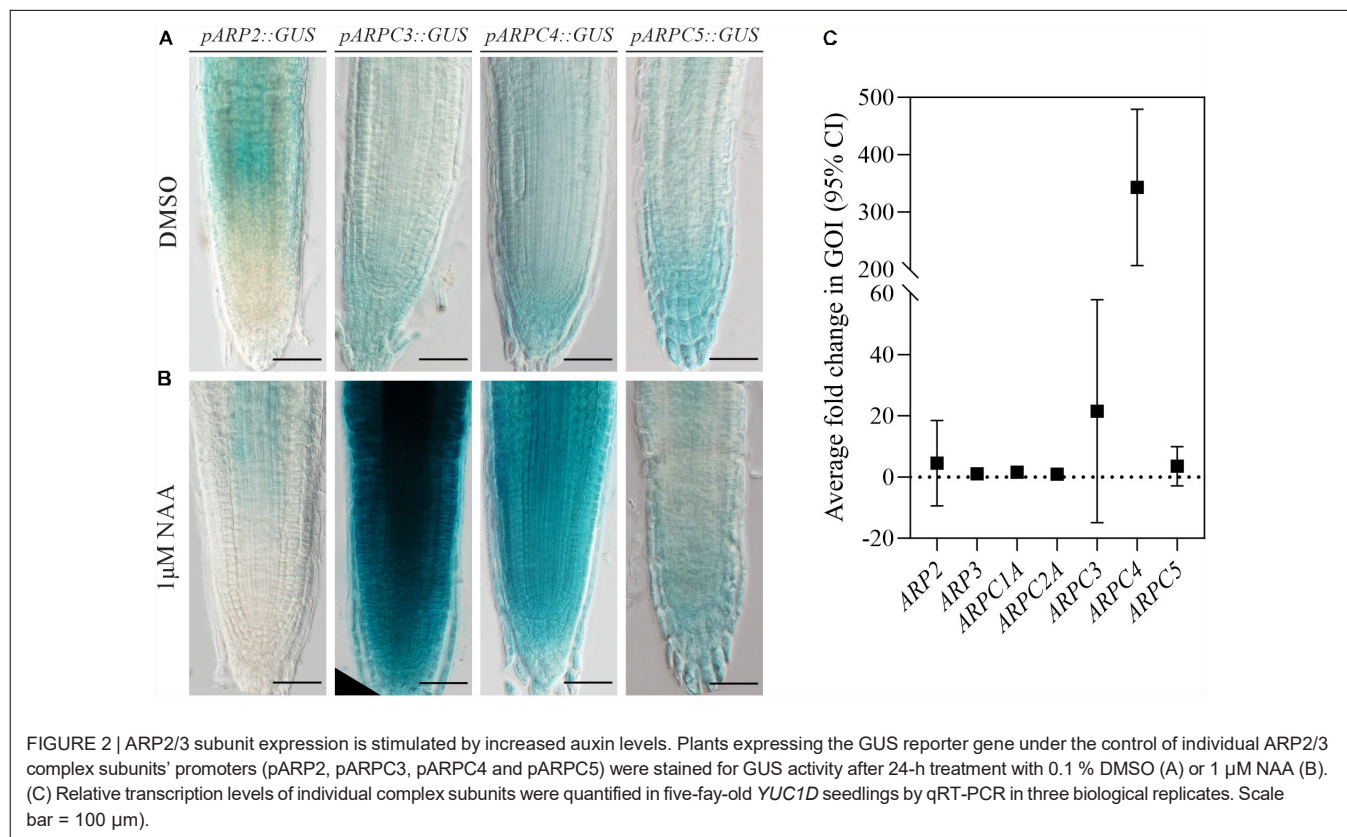 A
pARP2::GUS
pARPC3::GUS
pARPC4::GUS
pARPC5::GUS
DMSO
B
1µM NAA
C
Average fold change in GOI (95% CI)
500
400
300
200
60
40
20
0
-20
ARP2
ARP3
ARPC1A
ARPC2A
ARPC3
ARPC4
ARPC5
FIGURE 2 | ARP2/3 subunit expression is stimulated by increased auxin levels. Plants expressing the GUS reporter gene under the control of individual ARP2/3
complex subunits' promoters (pARP2, pARPC3, pARPC4 and pARPC5) were stained for GUS activity after 24-h treatment with 0.1 % DMSO (A) or 1 µM NAA (B).
(C) Relative transcription levels of individual complex subunits were quantified in five-fay-old YUC1D seedlings by qRT-PCR in three biological replicates. Scale
bar = 100 µm).